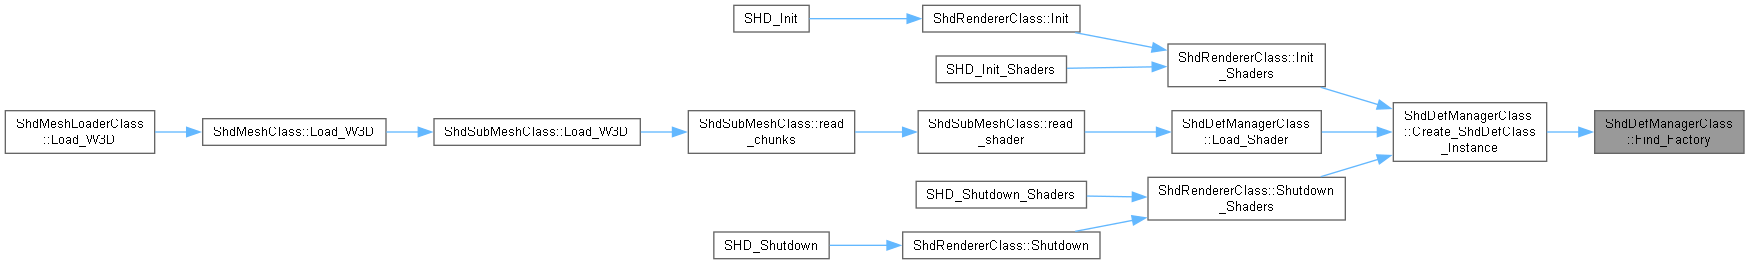 SHD_Init
ShdRendererClass::Init
ShdRendererClass::Init
_Shaders
SHD_Init_Shaders
ShdMeshLoaderClass
::Load_W3D
ShdMeshClass::Load_W3D
ShdSubMeshClass::Load_W3D
ShdSubMeshClass::read
_chunks
ShdSubMeshClass::read
_shader
ShdDefManagerClass
::Load_Shader
ShdDefManagerClass
::Create_ShdDefClass
_Instance
ShdDefManagerClass
::Find_Factory
SHD_Shutdown_Shaders
ShdRendererClass::Shutdown
_Shaders
SHD_Shutdown
ShdRendererClass::Shutdown